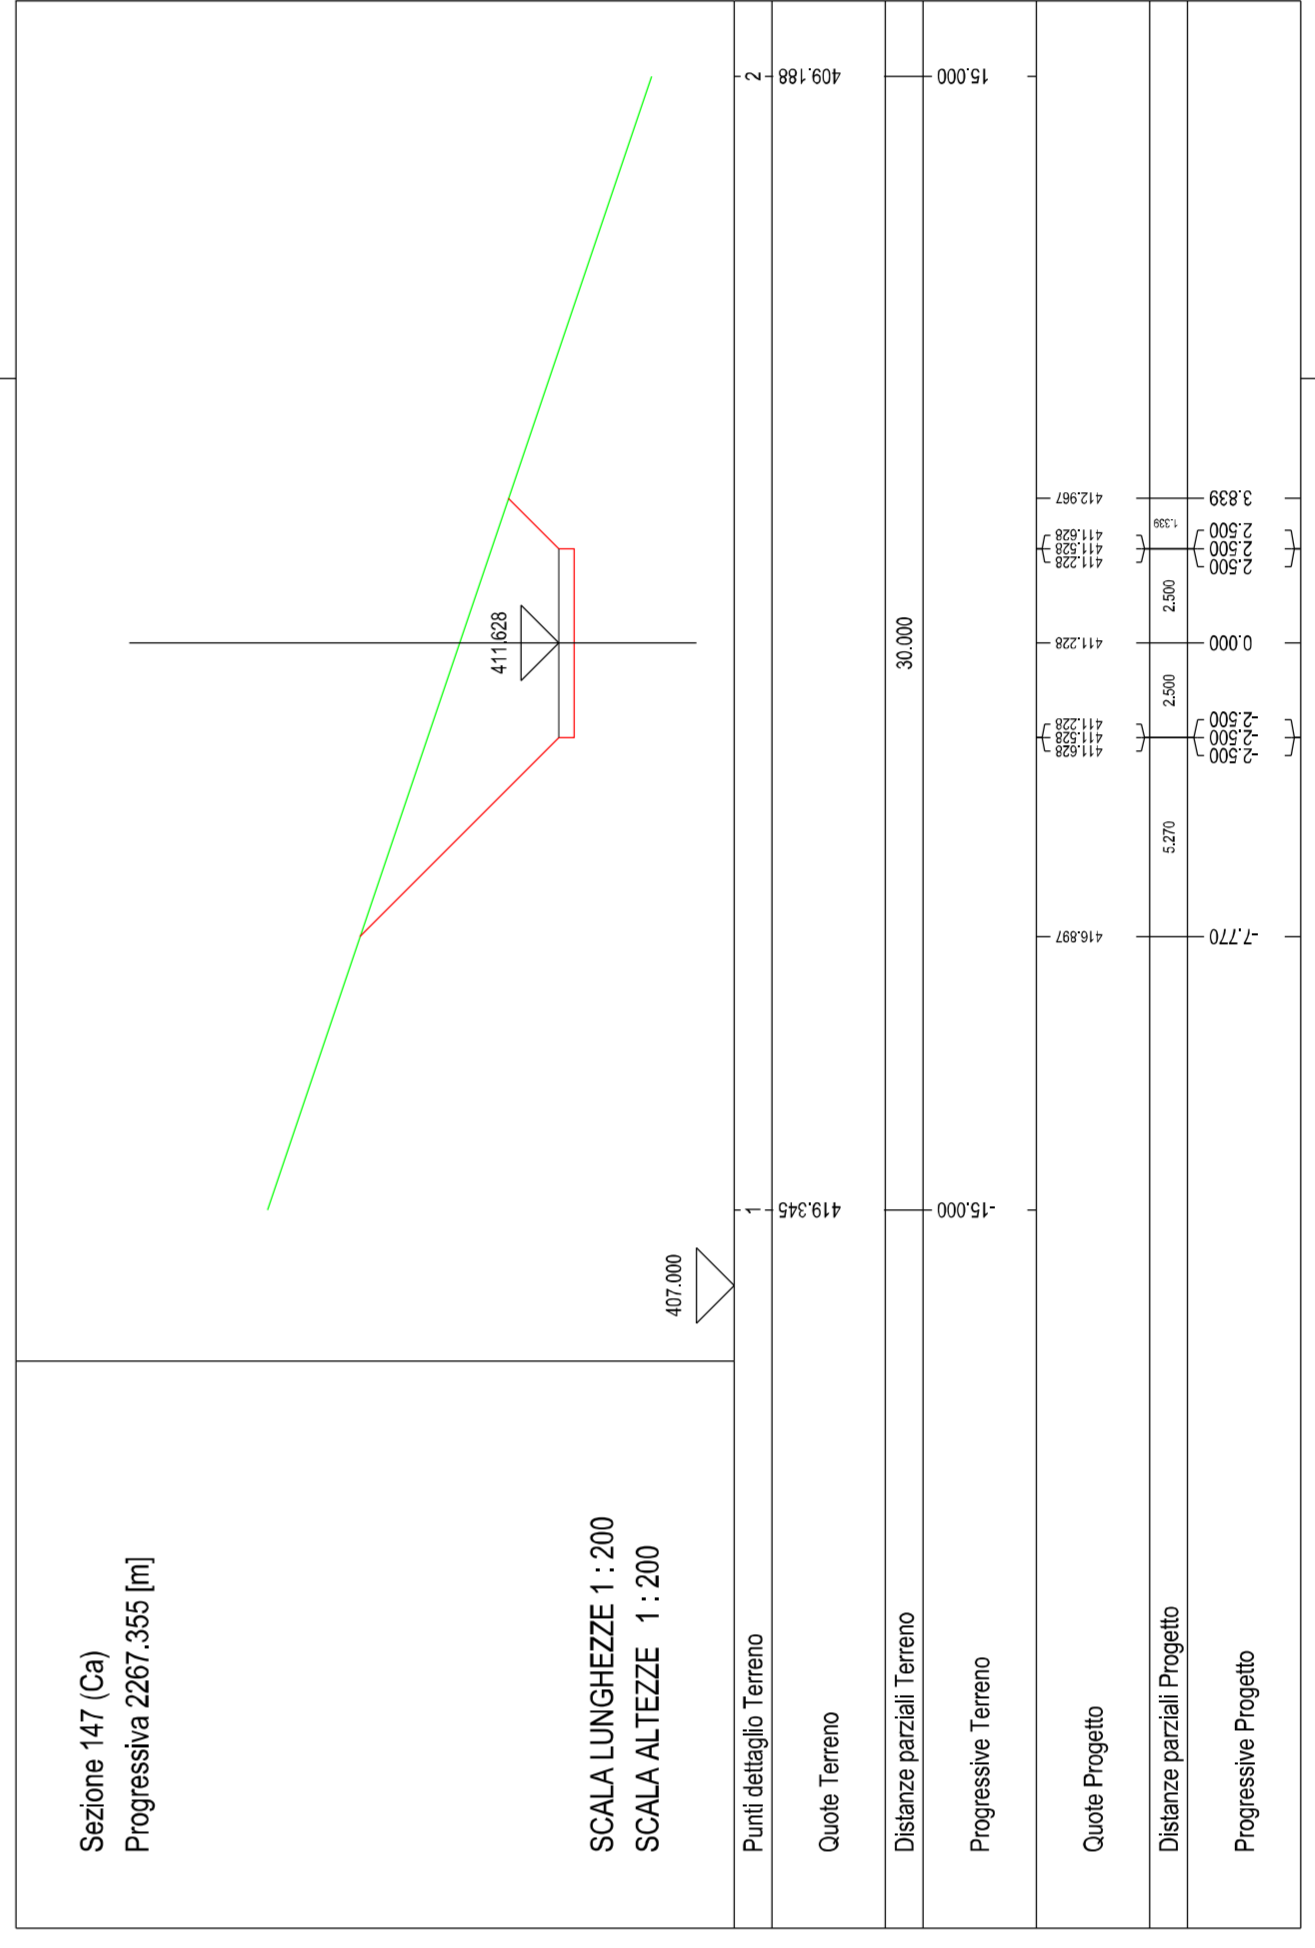 Sezione 147 (Ca)
Progressiva 2267.355 [m]
SCALA LUNGHEZZE 1 : 200
SCALA ALTEZZE 1 : 200
411.628
407.000
Punti dettaglio Terreno
1
2
Quote Terreno
419.345
409.188
Distanze parziali Terreno
30.000
Progressive Terreno
-15.000
15.000
Quote Progetto
416.897
411.628
411.528
411.228
411.228
411.228
411.528
411.628
412.967
Distanze parziali Progetto
5.270
2.500
2.500
1.339
Progressive Progetto
-7.770
-2.500
-2.500
-2.500
0.000
2.500
2.500
2.500
3.839